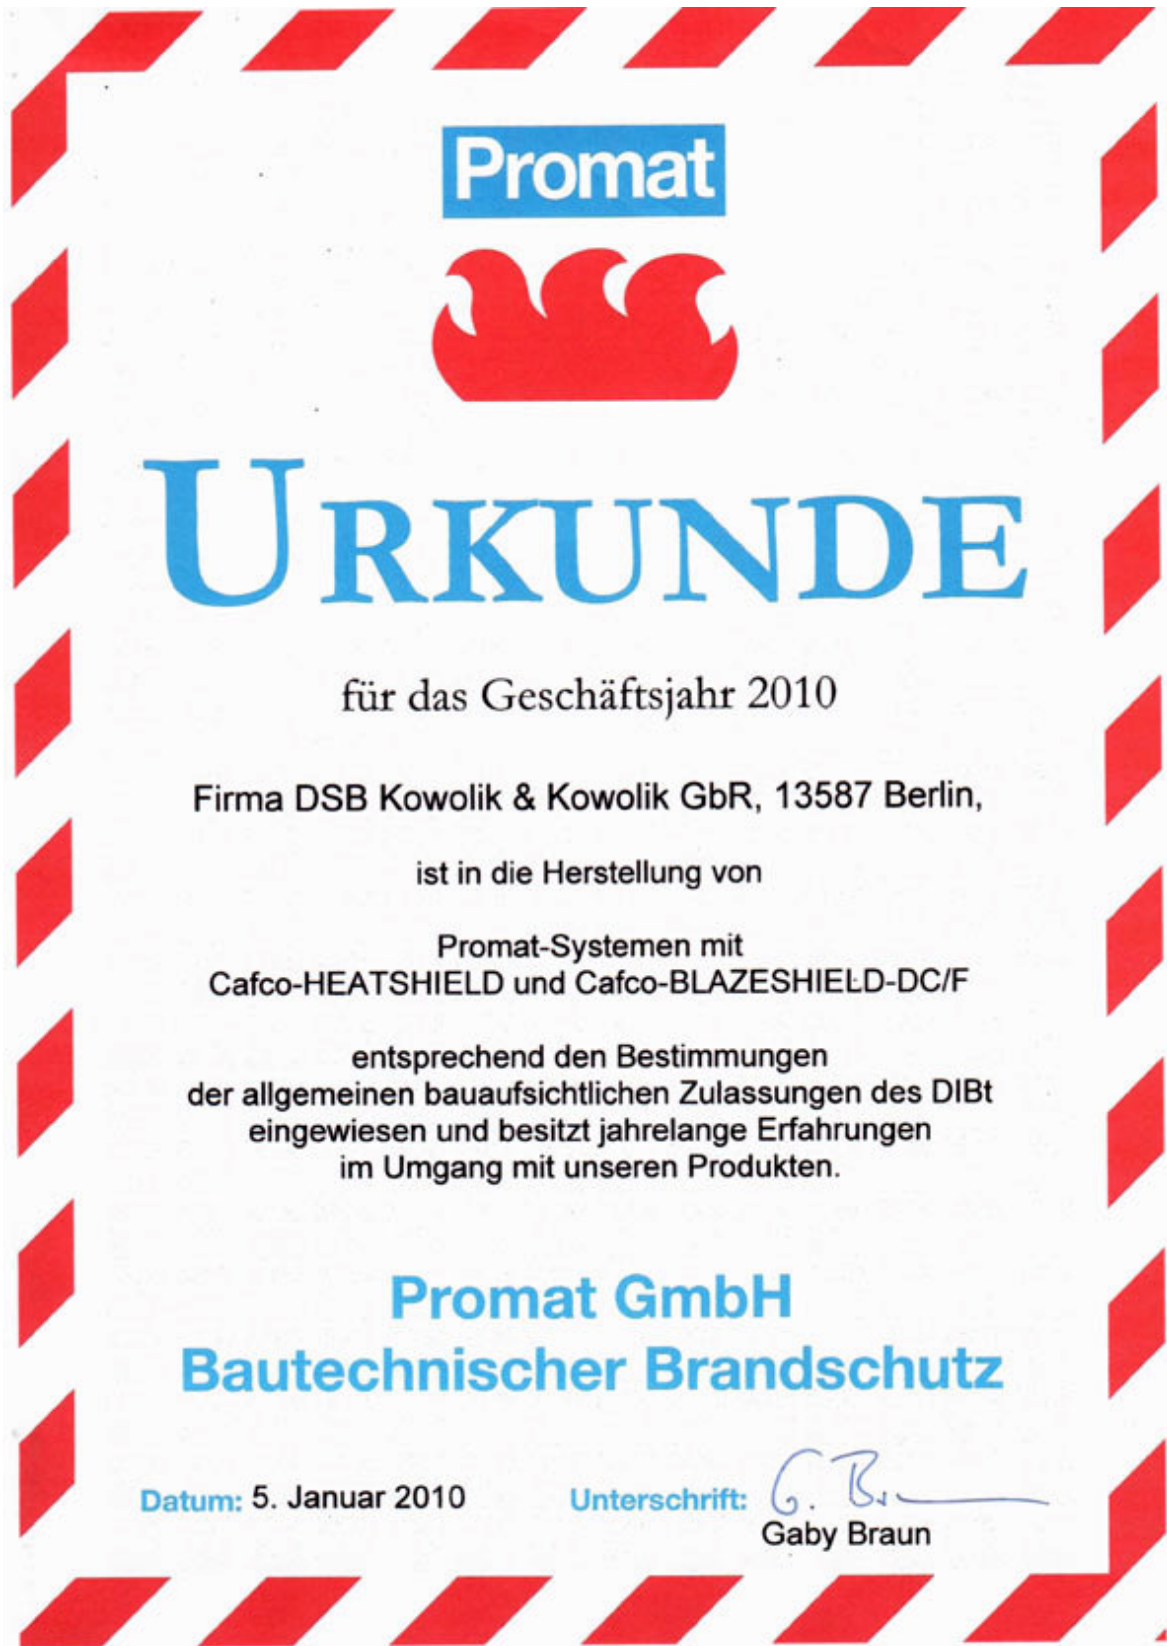 Promat
URKUNDE
für das Geschäftsjahr 2010
Firma DSB Kowolik & Kowolik GbR, 13587 Berlin,
ist in die Herstellung von
Promat-Systemen mit
Cafco-HEATSHIELD und Cafco-BLAZESHIELD-DC/F
entsprechend den Bestimmungen
der allgemeinen bauaufsichtlichen Zulassungen des DIBt
eingewiesen und besitzt jahrelange Erfahrungen
im Umgang mit unseren Produkten.
Promat GmbH
Bautechnischer Brandschutz
Datum: 5. Januar 2010 Unterschrift: G. Br
Gaby Braun